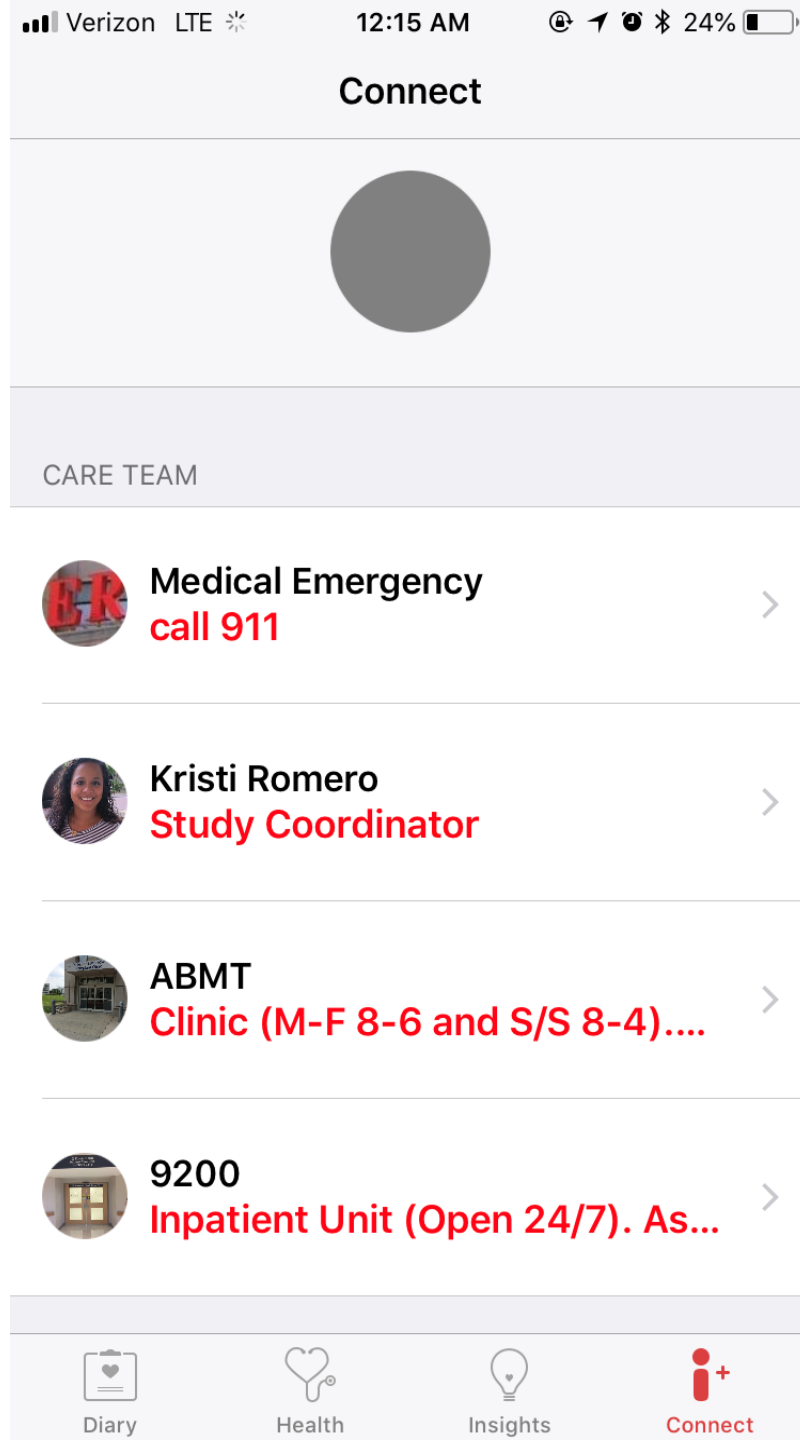 Verizon LTE 12:15 AM 24%
Connect
CARE TEAM
ER
Medical Emergency
call 911
Kristi Romero
Study Coordinator
ABMT
Clinic (M-F 8-6 and S/S 8-4)....
9200
Inpatient Unit (Open 24/7). As...
Diary Health Insights Connect